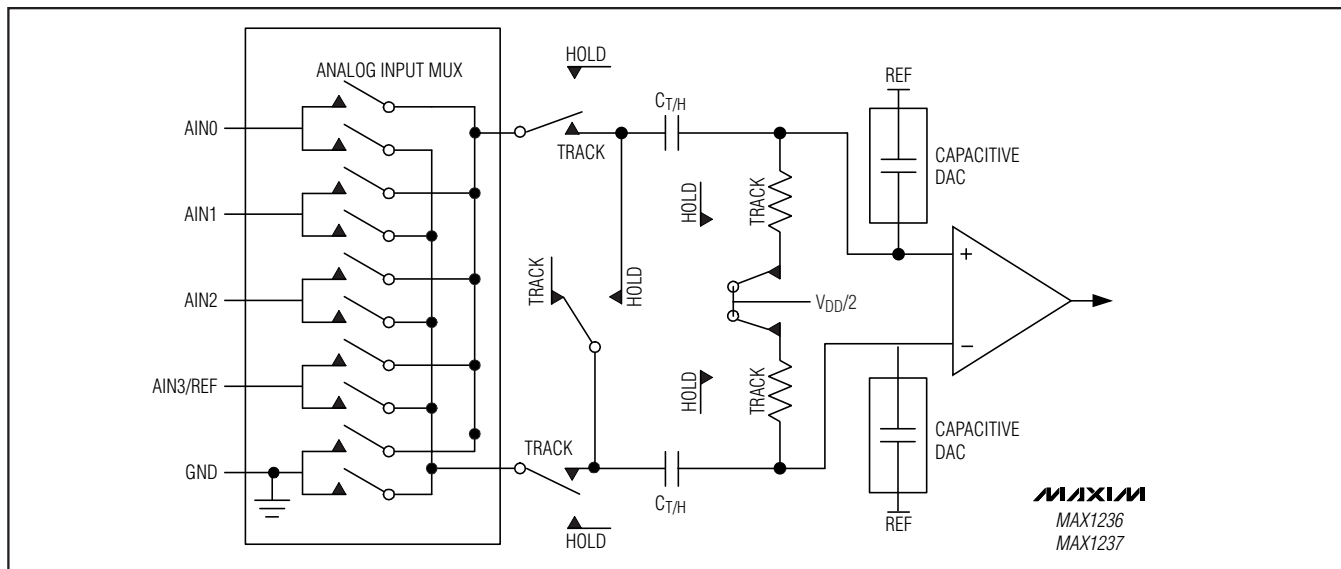 ANALOG INPUT MUX
AIN0
AIN1
AIN2
AIN3/REF
GND
HOLD
TRACK
CT/H
HOLD
TRACK
TRACK
HOLD
VDD/2
HOLD
TRACK
TRACK
HOLD
CT/H
REF
CAPACITIVE
DAC
+
−
CAPACITIVE
DAC
REF
MAXIM
MAX1236
MAX1237